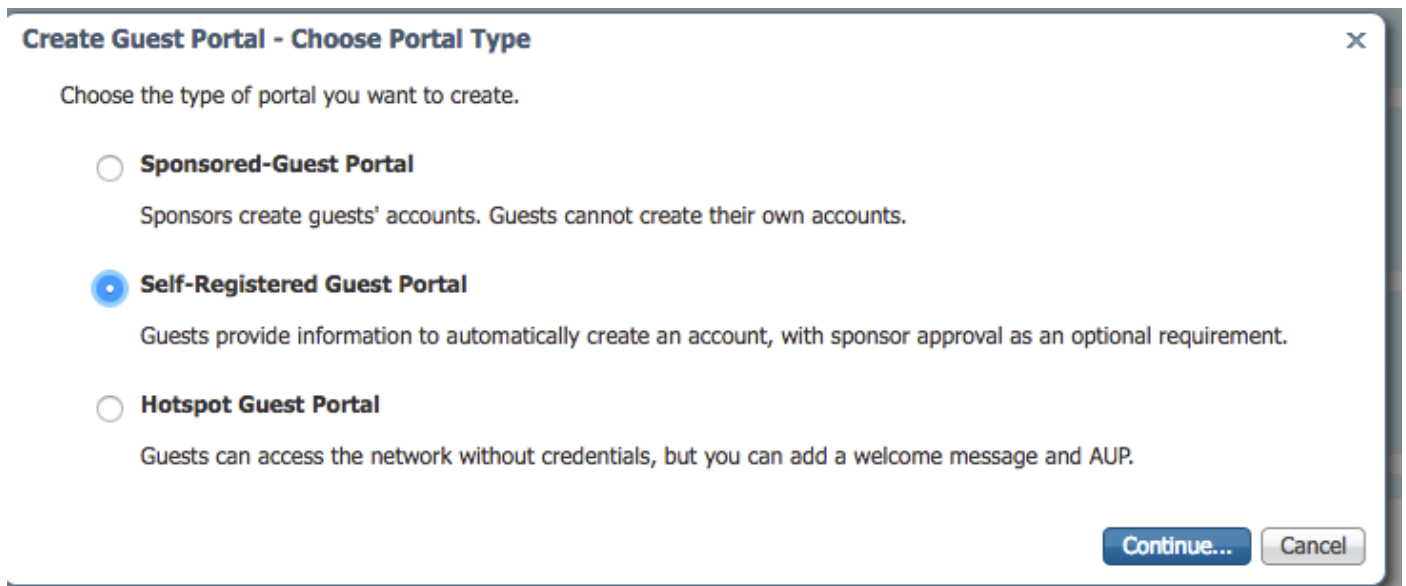 Create Guest Portal - Choose Portal Type
Choose the type of portal you want to create.
Sponsored-Guest Portal
Sponsors create guests' accounts. Guests cannot create their own accounts.
Self-Registered Guest Portal
Guests provide information to automatically create an account, with sponsor approval as an optional requirement.
Hotspot Guest Portal
Guests can access the network without credentials, but you can add a welcome message and AUP.
Continue... Cancel